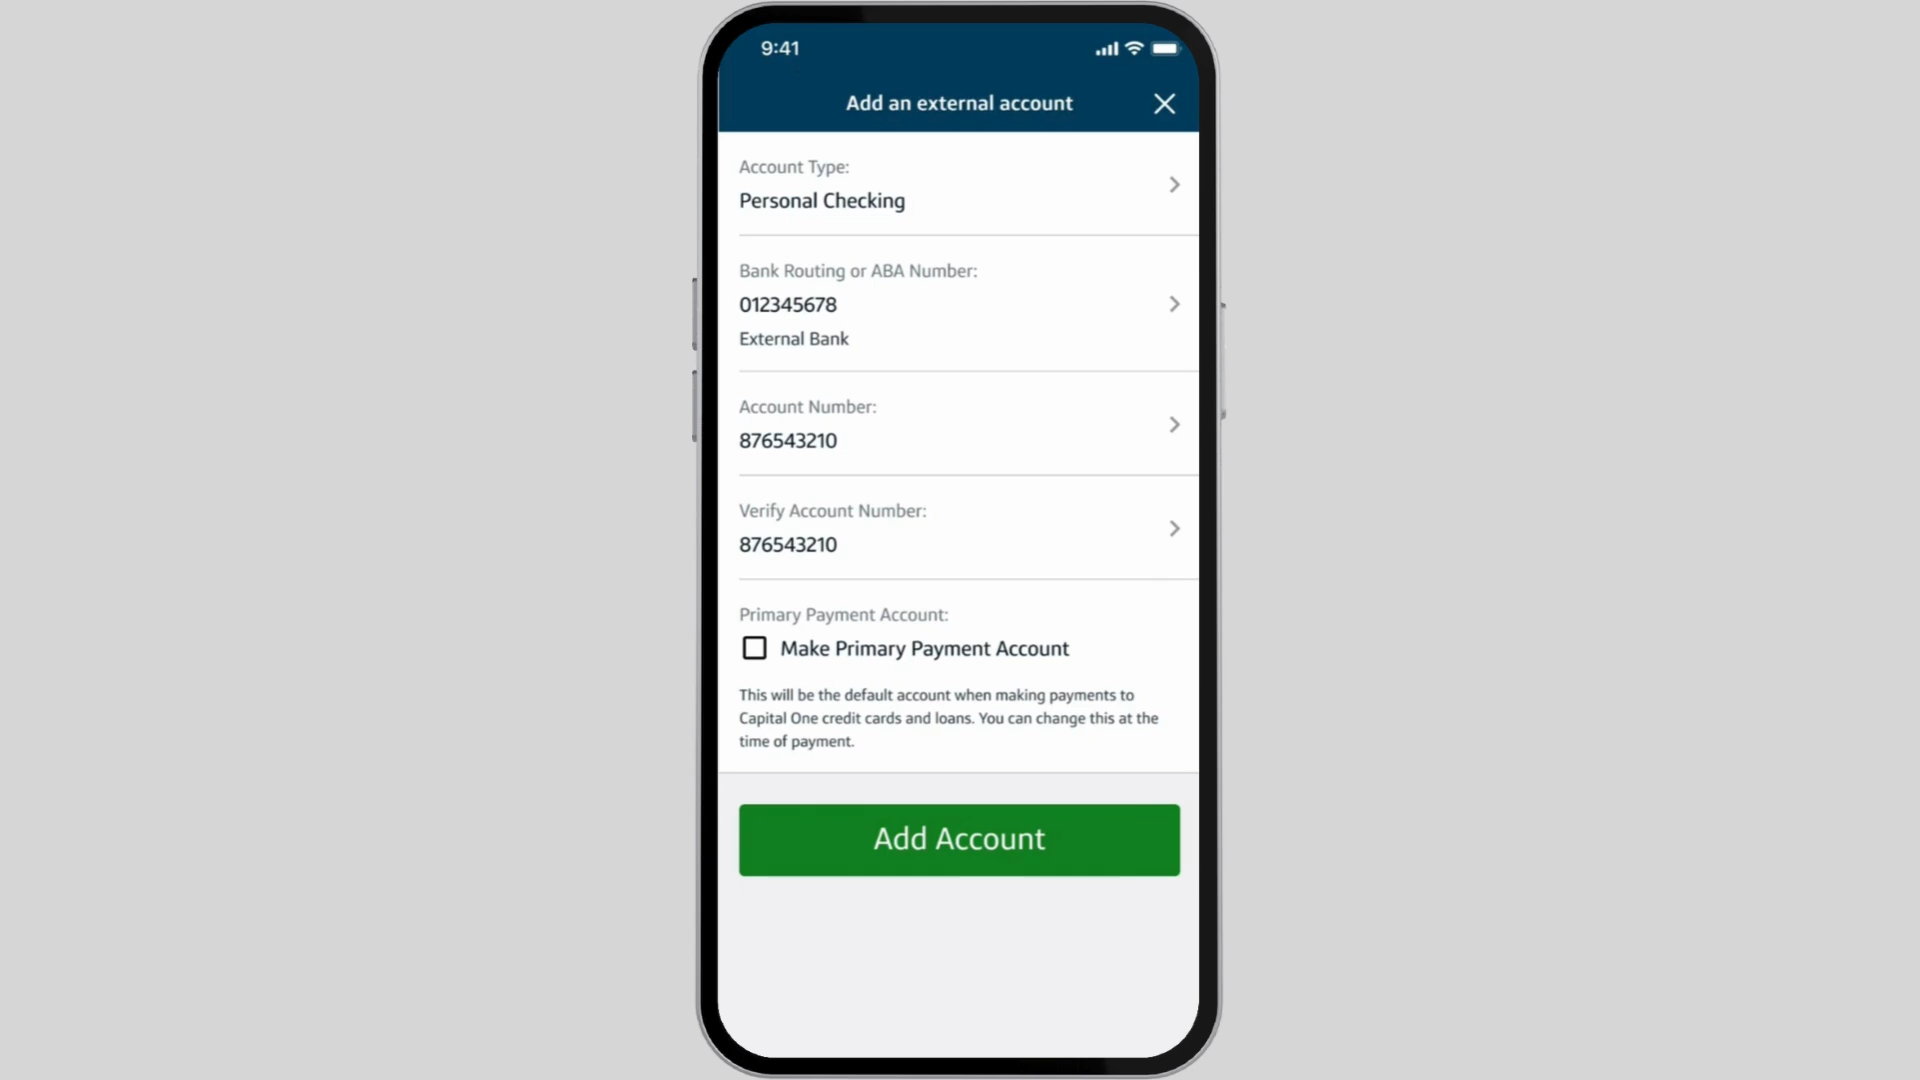 9:41
Add an external account
Account Type:
Personal Checking
Bank Routing or ABA Number:
012345678
External Bank
Account Number:
876543210
Verify Account Number:
876543210
Primary Payment Account:
Make Primary Payment Account
This will be the default account when making payments to
Capital One credit cards and loans. You can change this at the
time of payment.
Add Account